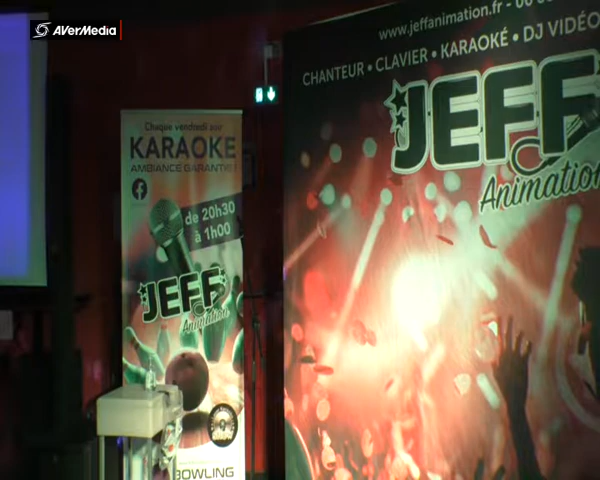 AVerMedia
www.jeffanimation.fr - 06
CHANTEUR • CLAVIER • KARAOKÉ • DJ VIDÉO
JEFF
Animation
Chaque vendredi soir
KARAOKE
AMBIANCE GARANTIE !
de 20h30
à 1h00
JEFF
Animation
BOWLING